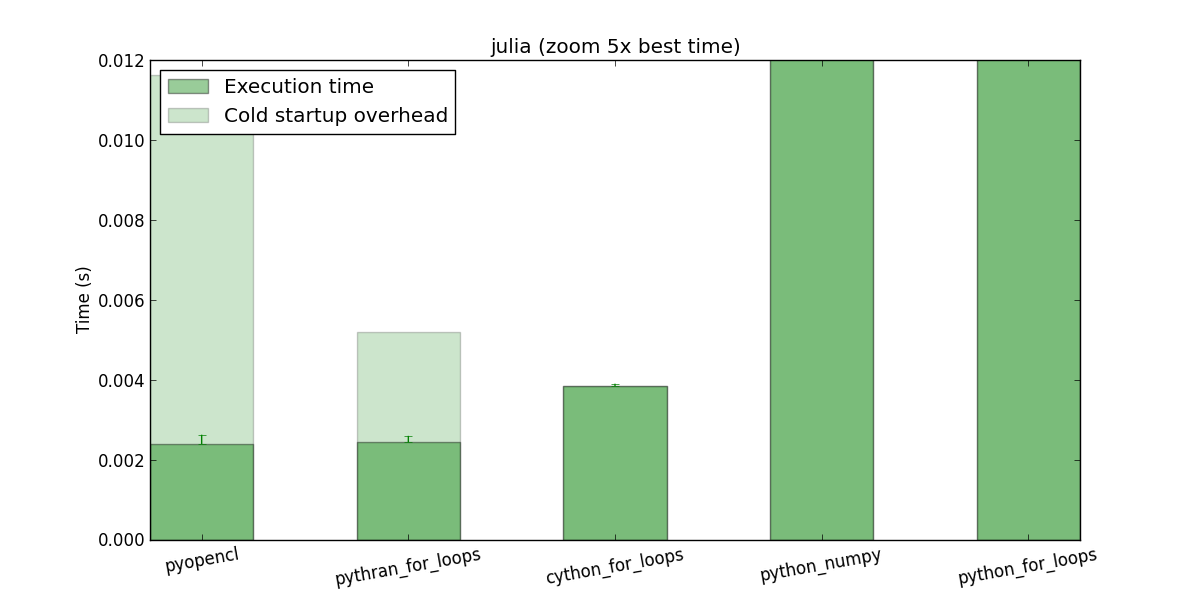 julia (zoom 5x best time)
Execution time
Cold startup overhead
Time (s)
0.012
0.010
0.008
0.006
0.004
0.002
0.000
pyopencl
pythran_for_loops
cython_for_loops
python_numpy
python_for_loops